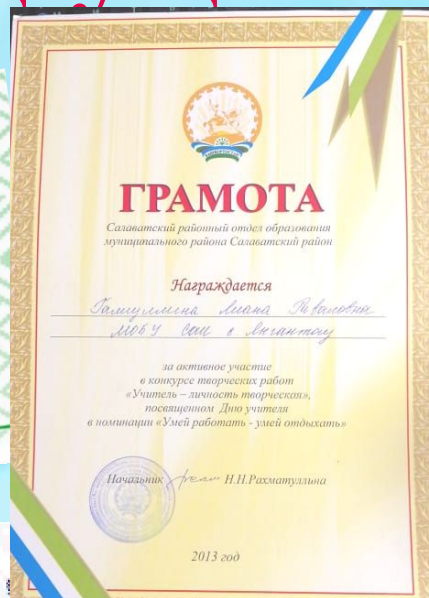 ГРАМОТА
Салаватский районный отдел образования
муниципального района Салаватский район
Награждается
Лиана
МОБУ СОШ с Янгантау
за активное участие
в конкурсе творческих работ
«Учитель – личность творческая»,
посвященном Дню учителя
в номинации «Умей работать - умей отдыхать»
Начальник Н.Н.Рахматуллина
2013 год